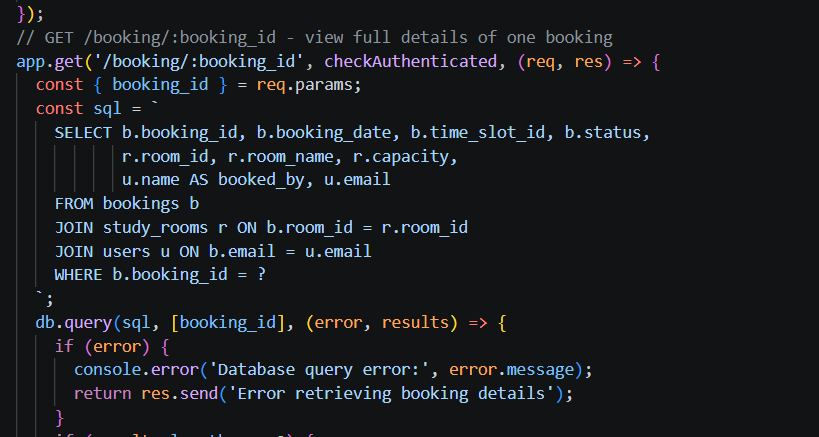 });
// GET /booking/:booking_id - view full details of one booking
app.get('/booking/:booking_id', checkAuthenticated, (req, res) => {
const { booking_id } = req.params;
const sql = `
SELECT b.booking_id, b.booking_date, b.time_slot_id, b.status,
r.room_id, r.room_name, r.capacity,
u.name AS booked_by, u.email
FROM bookings b
JOIN study_rooms r ON b.room_id = r.room_id
JOIN users u ON b.email = u.email
WHERE b.booking_id = ?
`;
db.query(sql, [booking_id], (error, results) => {
if (error) {
console.error('Database query error:', error.message);
return res.send('Error retrieving booking details');
}